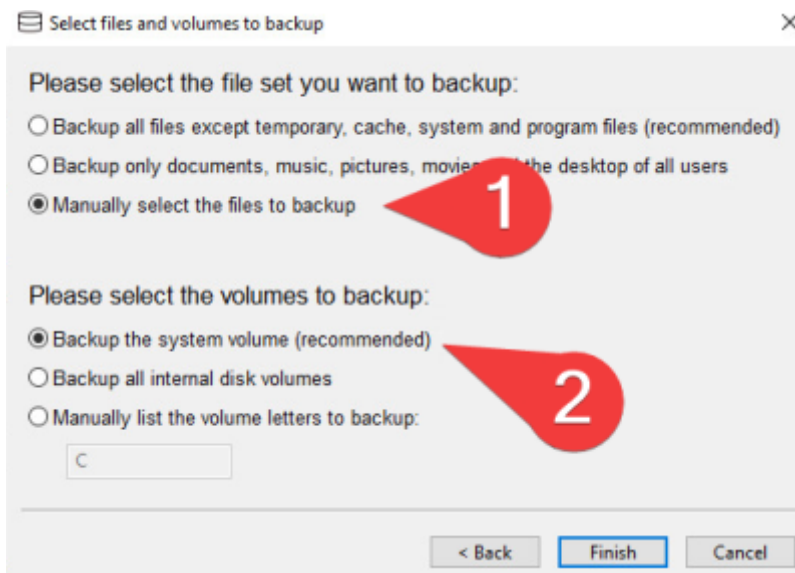 Select files and volumes to backup
Please select the file set you want to backup:
Backup all files except temporary, cache, system and program files (recommended)
Backup only documents, music, pictures, movies the desktop of all users
Manually select the files to backup
1
Please select the volumes to backup:
Backup the system volume (recommended)
Backup all internal disk volumes
2
Manually list the volume letters to backup:
C
< Back Finish Cancel